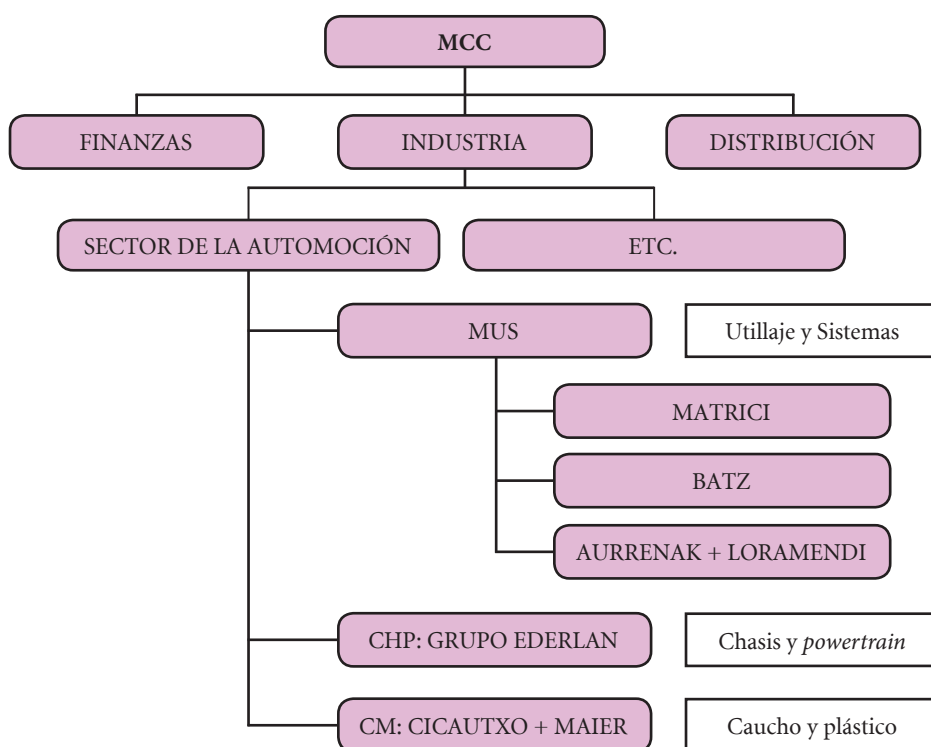 MCC
FINANZAS
INDUSTRIA
DISTRIBUCIÓN
SECTOR DE LA AUTOMOCIÓN
ETC.
MUS
Utillaje y Sistemas
MATRICI
BATZ
AURRENAK + LORAMENDI
CHP: GRUPO EDERLAN
Chasis y powertrain
CM: CICAUTXO + MAIER
Caucho y plástico